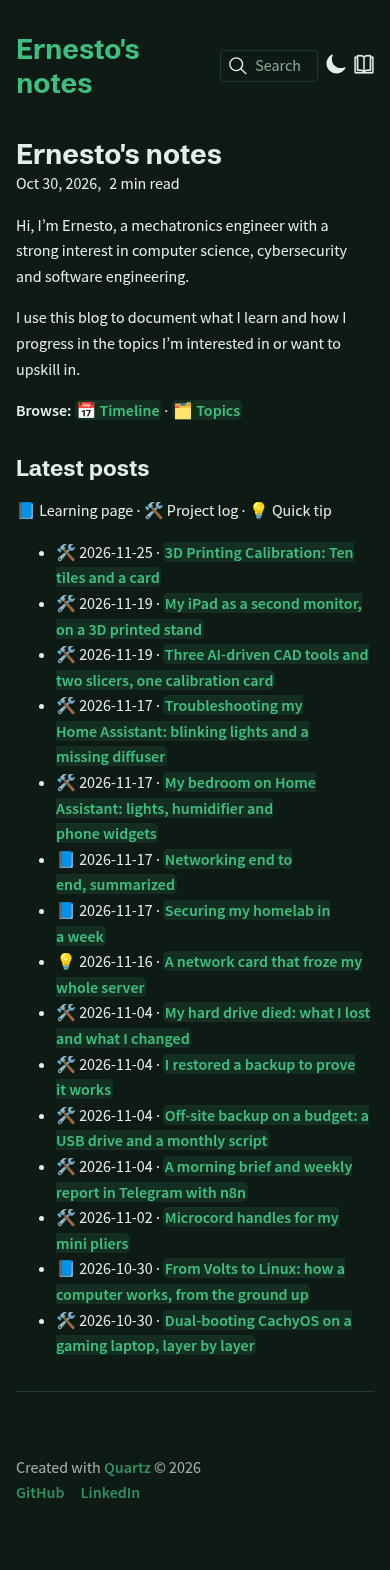 Ernesto's
notes
Search
Ernesto's notes
Oct 30, 2026, 2 min read
Hi, I’m Ernesto, a mechatronics engineer with a
strong interest in computer science, cybersecurity
and software engineering.
I use this blog to document what I learn and how I
progress in the topics I’m interested in or want to
upskill in.
Browse: 📅 Timeline · 🗂️ Topics
Latest posts
📘 Learning page · 🛠️ Project log · 💡 Quick tip
• 🛠️ 2026-11-25 · 3D Printing Calibration: Ten
tiles and a card
• 🛠️ 2026-11-19 · My iPad as a second monitor,
on a 3D printed stand
• 🛠️ 2026-11-19 · Three AI-driven CAD tools and
two slicers, one calibration card
• 🛠️ 2026-11-17 · Troubleshooting my
Home Assistant: blinking lights and a
missing diffuser
• 🛠️ 2026-11-17 · My bedroom on Home
Assistant: lights, humidifier and
phone widgets
• 📘 2026-11-17 · Networking end to
end, summarized
• 📘 2026-11-17 · Securing my homelab in
a week
• 💡 2026-11-16 · A network card that froze my
whole server
• 🛠️ 2026-11-04 · My hard drive died: what I lost
and what I changed
• 🛠️ 2026-11-04 · I restored a backup to prove
it works
• 🛠️ 2026-11-04 · Off-site backup on a budget: a
USB drive and a monthly script
• 🛠️ 2026-11-04 · A morning brief and weekly
report in Telegram with n8n
• 🛠️ 2026-11-02 · Microcord handles for my
mini pliers
• 📘 2026-10-30 · From Volts to Linux: how a
computer works, from the ground up
• 🛠️ 2026-10-30 · Dual-booting CachyOS on a
gaming laptop, layer by layer
Created with Quartz © 2026
GitHub LinkedIn